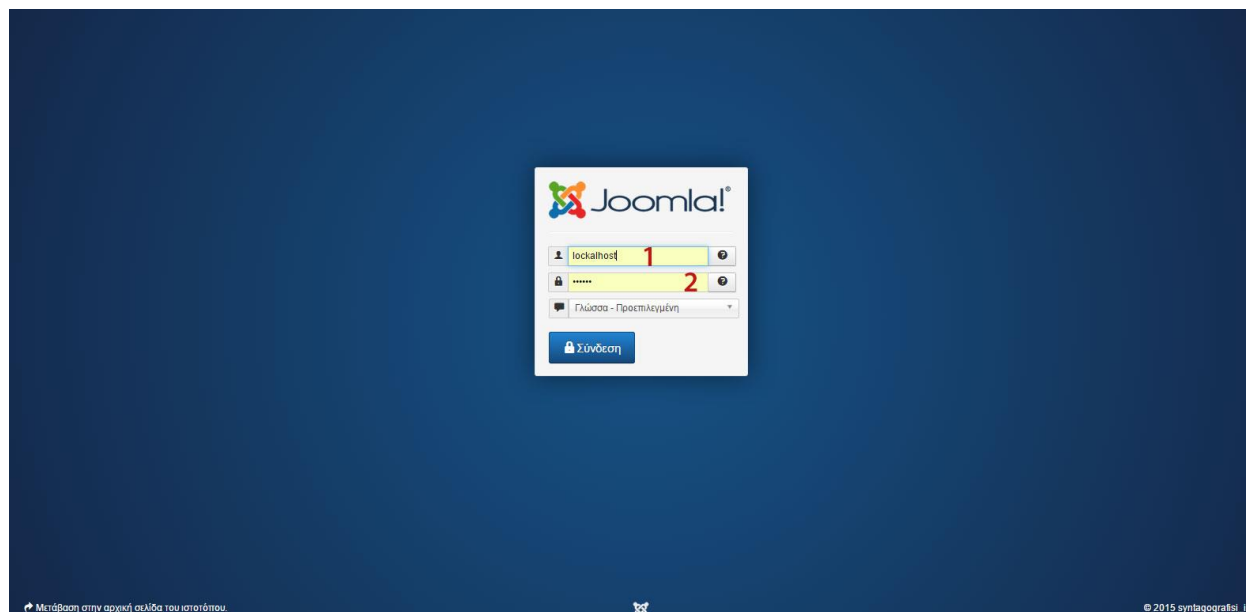 Joomla!®
lockalhost 1
•••••• 2
Γλώσσα - Προεπιλεγμένη
Σύνδεση
Μετάβαση στην αρχική σελίδα του ιστοτόπου.
© 2015 syntagografisi